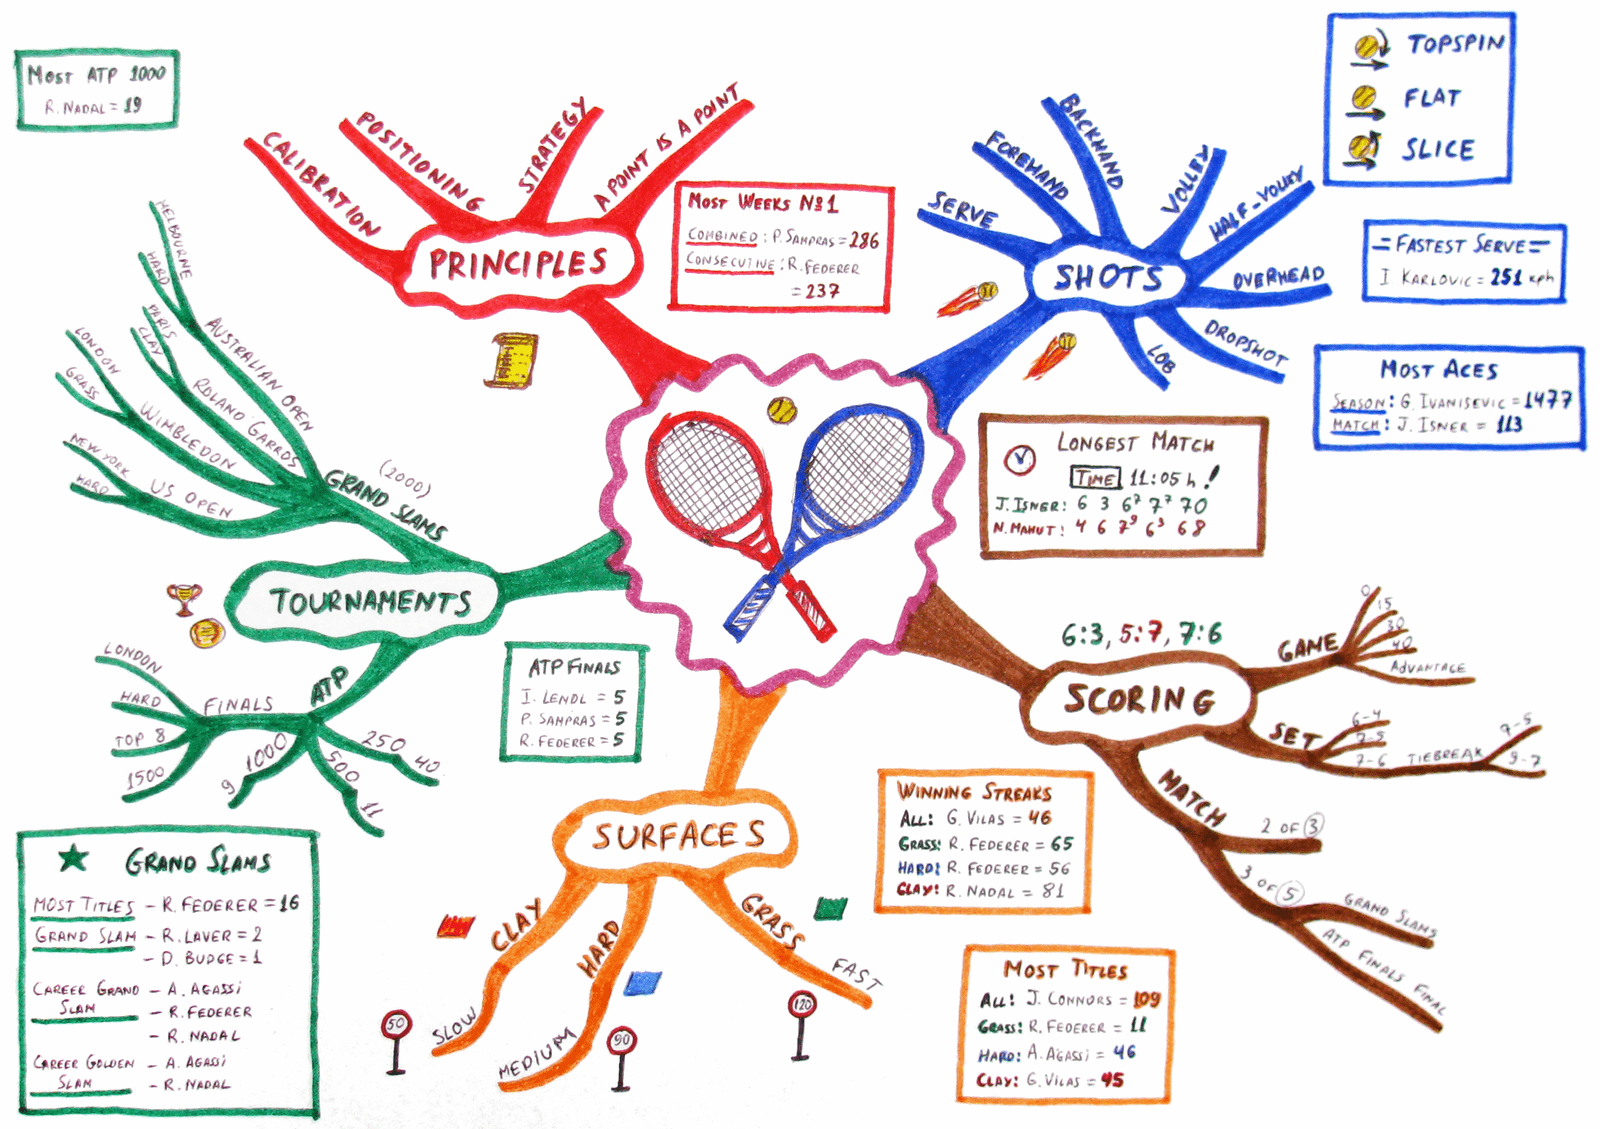 MOST ATP 1000
R. NADAL = 19
CALIBRATION
POSITIONING
STRATEGY
A POINT IS A POINT
PRINCIPLES
MOST WEEKS Nº1
COMBINED: P. SAMPRAS = 286
CONSECUTIVE: R. FEDERER
= 237
SERVE
FOREHAND
BACKHAND
VOLLEY
HALF-VOLLEY
OVERHEAD
DROPSHOT
LOB
SHOTS
TOPSPIN
FLAT
SLICE
=FASTEST SERVE=
I KARLOVIC = 251 kph
MOST ACES
SEASON: G. IVANISEVIC = 1477
MATCH: J. ISNER = 113
LONGEST MATCH
TIME 11:05 h!
J. ISNER: 6 3 6⁷ 7⁷ 70
N. MAHUT: 4 6 7⁹ 6³ 68
MELBOURNE
HARD
AUSTRALIAN OPEN
PARIS
CLAY
ROLAND GARROS
LONDON
GRASS
WIMBLEDON
NEW YORK
HARD
US OPEN
(2000)
GRAND SLAMS
TOURNAMENTS
ATP
FINALS
LONDON
HARD
TOP 8
1500
1000
9
500
11
250
40
ATP FINALS
I. LENDL = 5
P. SAMPRAS = 5
R. FEDERER = 5
6:3, 5:7, 7:6
SCORING
GAME
0
15
30
40
ADVANTAGE
SET
6-4
7-5
7-6
TIEBREAK
7-5
9-7
MATCH
2 OF 3
3 OF 5
GRAND SLAMS
ATP FINALS FINAL
SURFACES
CLAY
SLOW
50
HARD
MEDIUM
90
GRASS
FAST
120
WINNING STREAKS
ALL: G. VILAS = 46
GRASS: R. FEDERER = 65
HARD: R. FEDERER = 56
CLAY: R. NADAL = 81
MOST TITLES
ALL: J. CONNORS = 109
GRASS: R. FEDERER = 11
HARD: A. AGASSI = 46
CLAY: G. VILAS = 45
GRAND SLAMS
MOST TITLES - R. FEDERER = 16
GRAND SLAM - R. LAVER = 2
- D. BUDGE = 1
CAREER GRAND - A. AGASSI
SLAM - R. FEDERER
- R. NADAL
CAREER GOLDEN - A. AGASSI
SLAM - R. NADAL